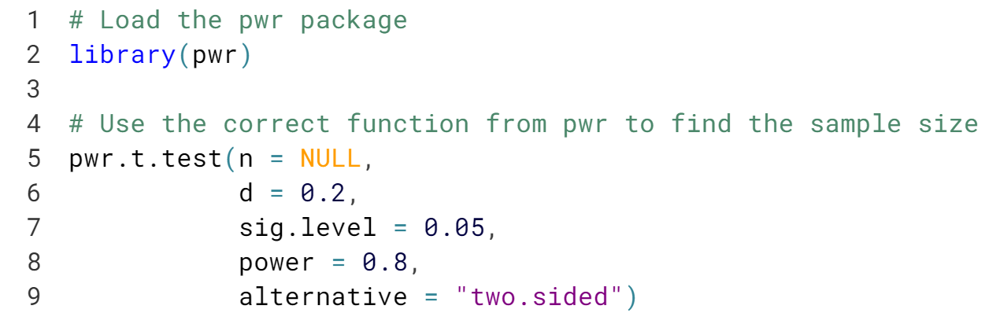 1 # Load the pwr package
2 library(pwr)
3
4 # Use the correct function from pwr to find the sample size
5 pwr.t.test(n = NULL,
6            d = 0.2,
7            sig.level = 0.05,
8            power = 0.8,
9            alternative = "two.sided")